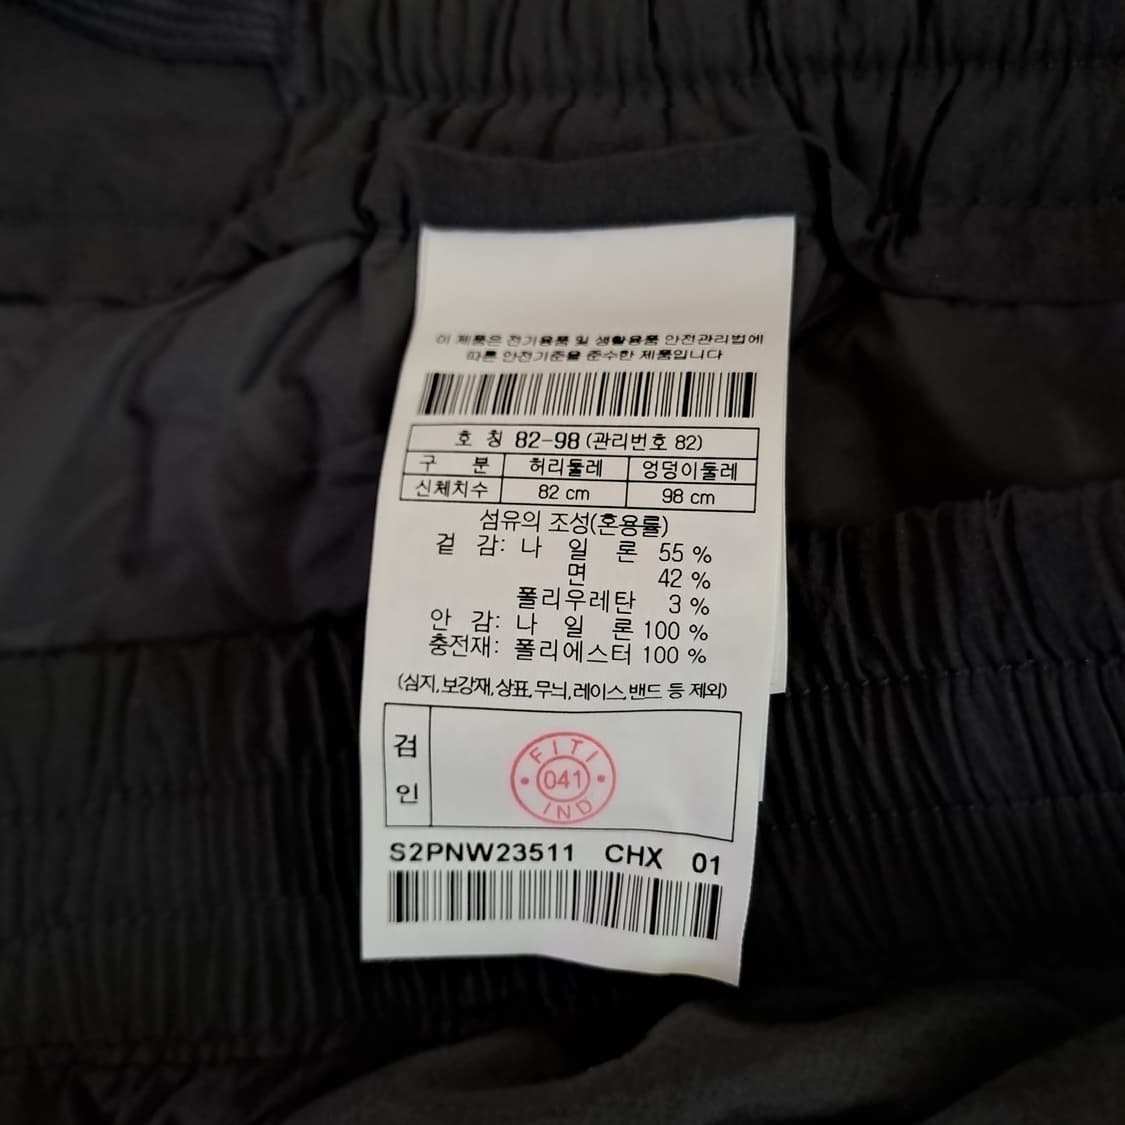 이 제품은 전기용품 및 생활용품 안전관리법에
따른 안전기준을 준수한 제품입니다
호 칭 82-98 (관리번호 82)
구 분 허리둘레 엉덩이둘레
신체치수 82 cm 98 cm
섬유의 조성(혼용률)
겉 감: 나 일 론 55 %
면 42 %
폴리우레탄 3 %
안 감: 나 일 론 100 %
충전재: 폴리에스터 100 %
(심지,보강재,상표,무늬,레이스,밴드 등 제외)
검
인
FITI
041
IND
S2PNW23511 CHX 01